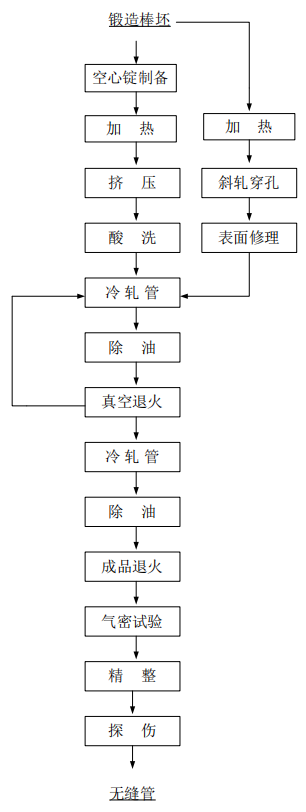 锻造棒坯
空心锭制备
加 热
加 热
挤 压
斜轧穿孔
酸 洗
表面修理
冷 轧 管
除 油
真空退火
冷 轧 管
除 油
成品退火
气密试验
精 整
探 伤
无缝管